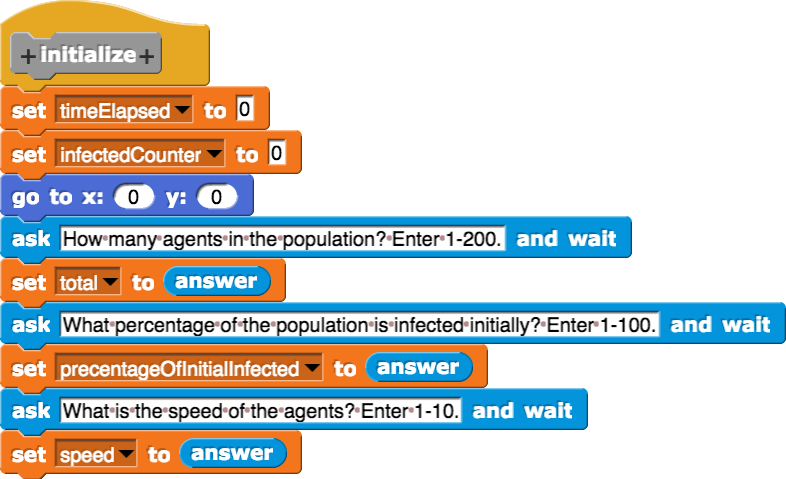 +initialize+
set timeElapsed to 0
set infectedCounter to 0
go to x: 0 y: 0
ask How many agents in the population? Enter 1-200. and wait
set total to answer
ask What percentage of the population is infected initially? Enter 1-100. and wait
set precentageOfInitialInfected to answer
ask What is the speed of the agents? Enter 1-10. and wait
set speed to answer